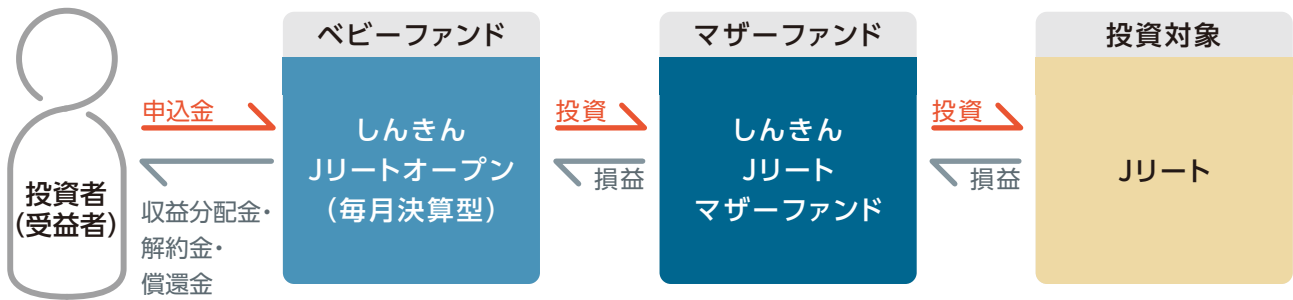 投資者
(受益者)
申込金
収益分配金・
解約金・
償還金
ベビーファンド
しんきん
Jリートオープン
(毎月決算型)
投資
損益
マザーファンド
しんきん
Jリート
マザーファンド
投資
損益
投資対象
Jリート